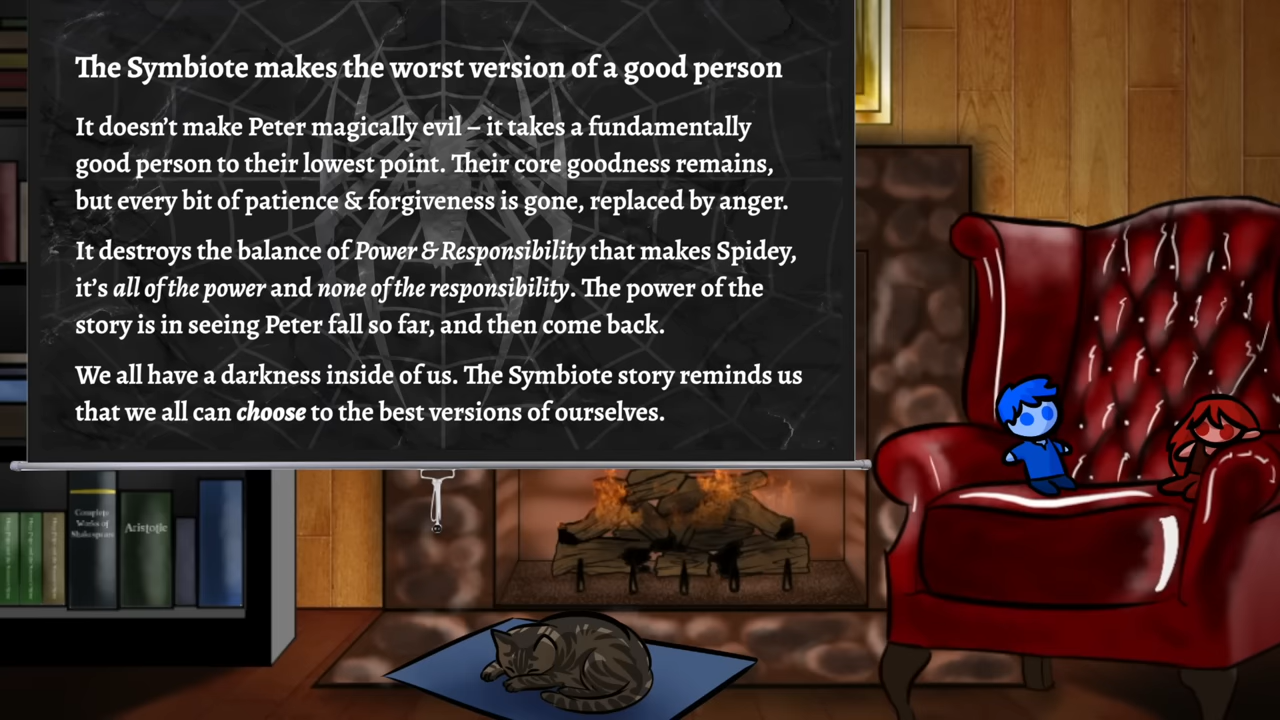 The Symbiote makes the worst version of a good person
It doesn't make Peter magically evil – it takes a fundamentally
good person to their lowest point. Their core goodness remains,
but every bit of patience & forgiveness is gone, replaced by anger.
It destroys the balance of Power & Responsibility that makes Spidey,
it's all of the power and none of the responsibility. The power of the
story is in seeing Peter fall so far, and then come back.
We all have a darkness inside of us. The Symbiote story reminds us
that we all can choose to the best versions of ourselves.
Complete
Works of
Shakespeare
Aristotle